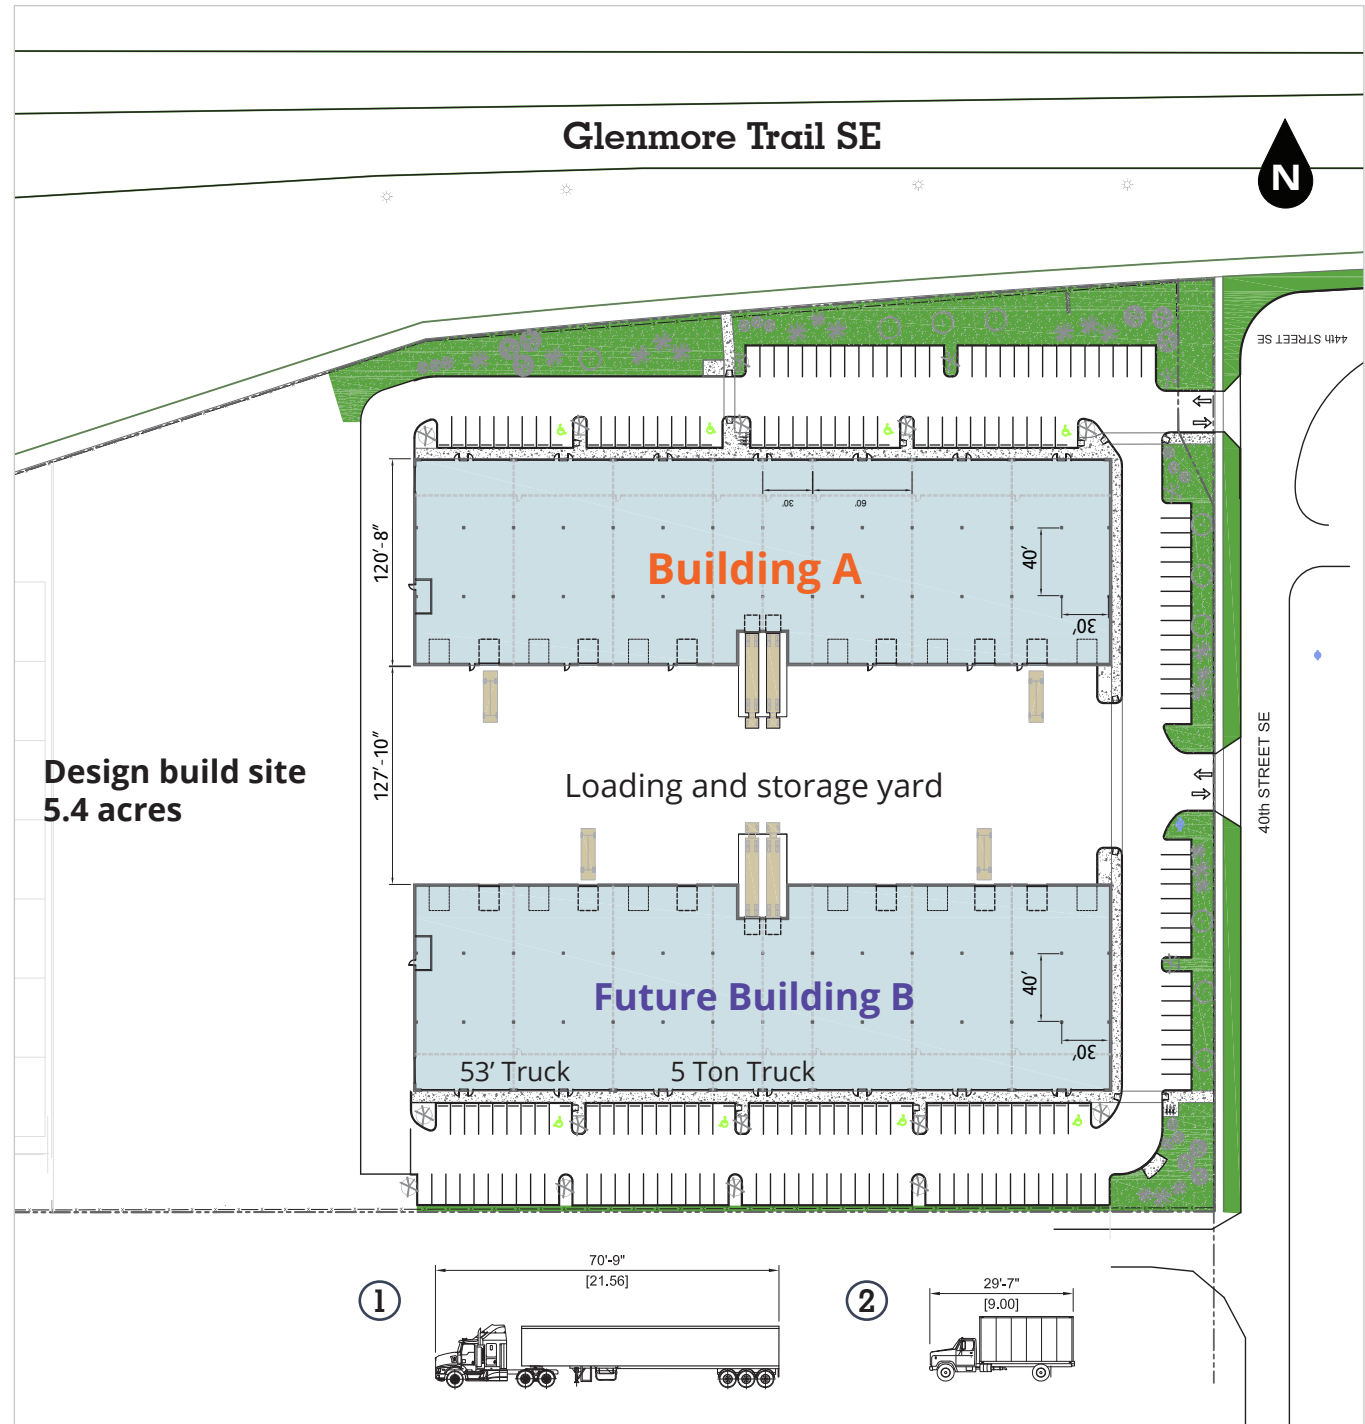 Glenmore Trail SE
N
44th STREET SE
30'
60'
120'-8"
Building A
40'
30'
127'-10"
Design build site
5.4 acres
Loading and storage yard
40th STREET SE
Future Building B
40'
30'
53' Truck
5 Ton Truck
1
70'-9"
[21.56]
2
29'-7"
[9.00]